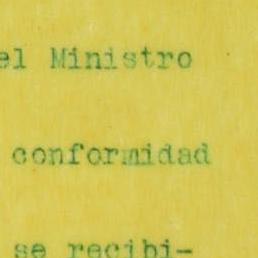 el Ministro
conformidad
se recibi-